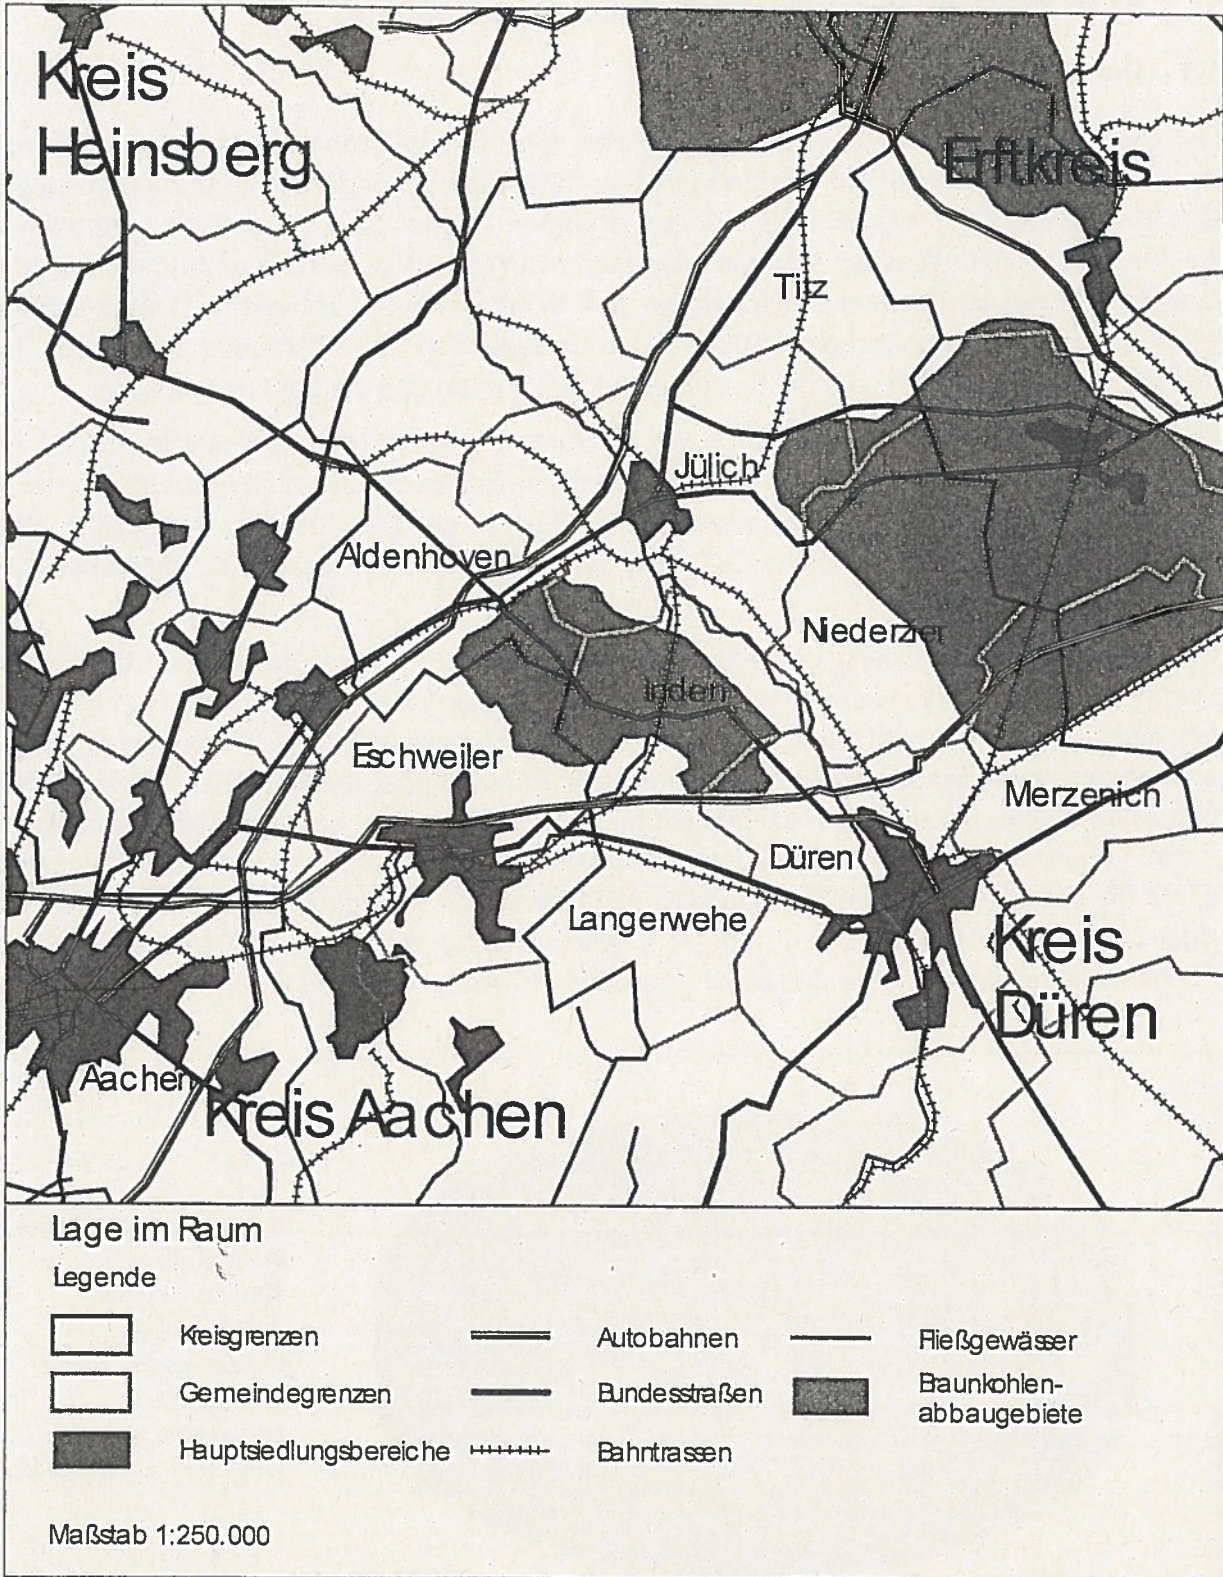 Kreis
Heinsberg
Erftkreis
Titz
Jülich
Aldenhoven
Niederzier
Inden
Eschweiler
Merzenich
Düren
Langerwehe
Kreis
Düren
Aachen
Kreis Aachen
Lage im Raum
Legende
Kreisgrenzen
Autobahnen
Fließgewässer
Gemeindegrenzen
Bundesstraßen
Braunkohlen-
abbaugebiete
Hauptsiedlungsbereiche
Bahntrassen
Maßstab 1:250.000